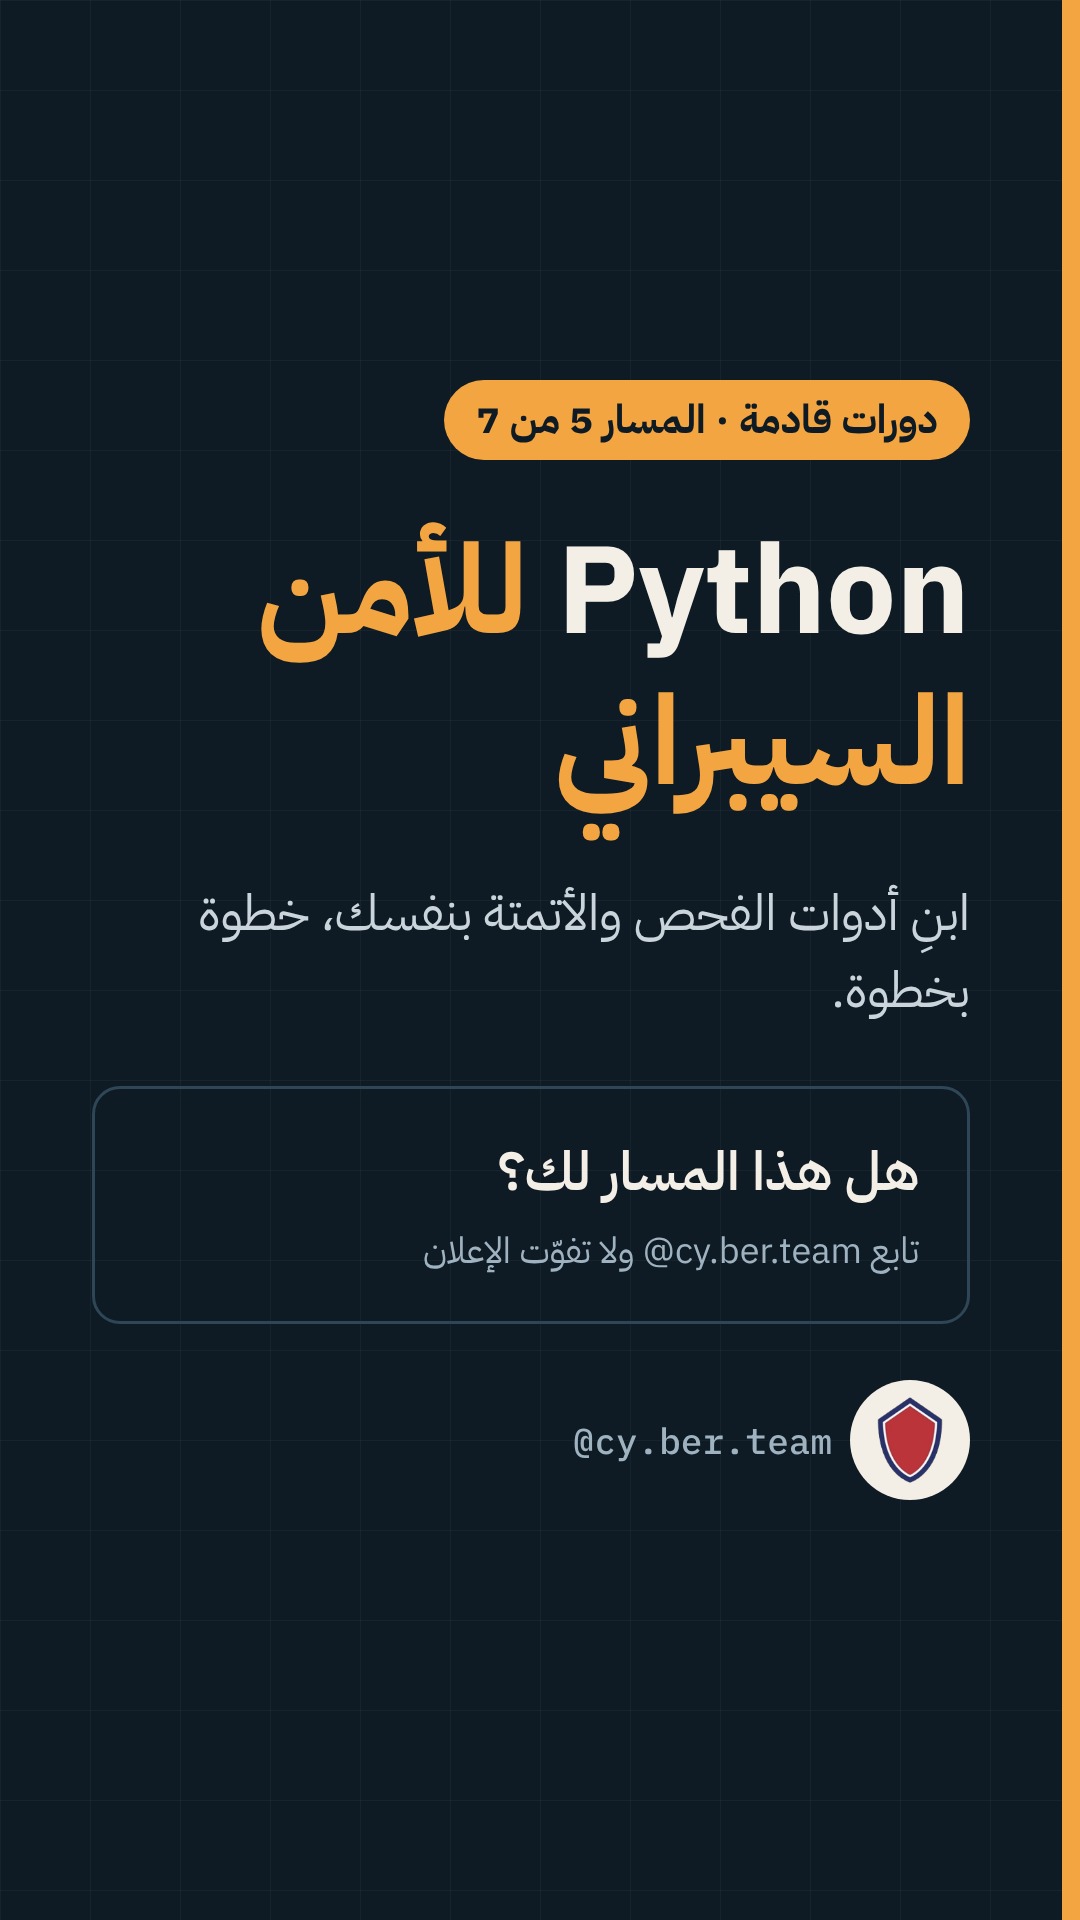 دورات قادمة · المسار 5 من 7
Python للأمن
السيبراني
ابنِ أدوات الفحص والأتمتة بنفسك، خطوة
بخطوة.
هل هذا المسار لك؟
تابع @cy.ber.team ولا تفوّت الإعلان
@cy.ber.team